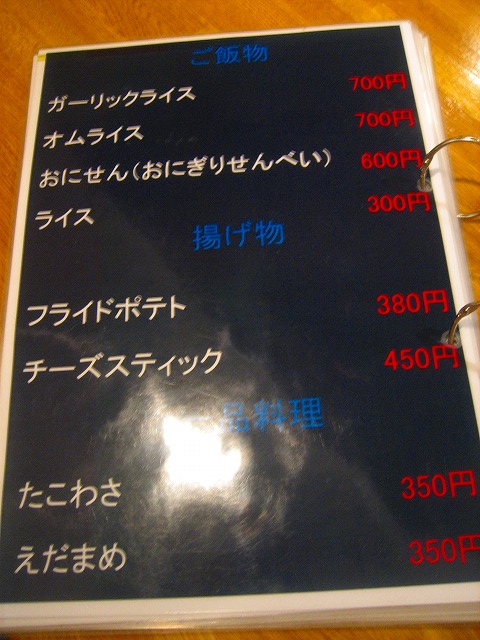 ご飯物
ガーリックライス 700円
オムライス 700円
おにせん(おにぎりせんべい) 600円
ライス 300円
揚げ物
フライドポテト 380円
チーズスティック 450円
一品料理
たこわさ 350円
えだまめ 350円